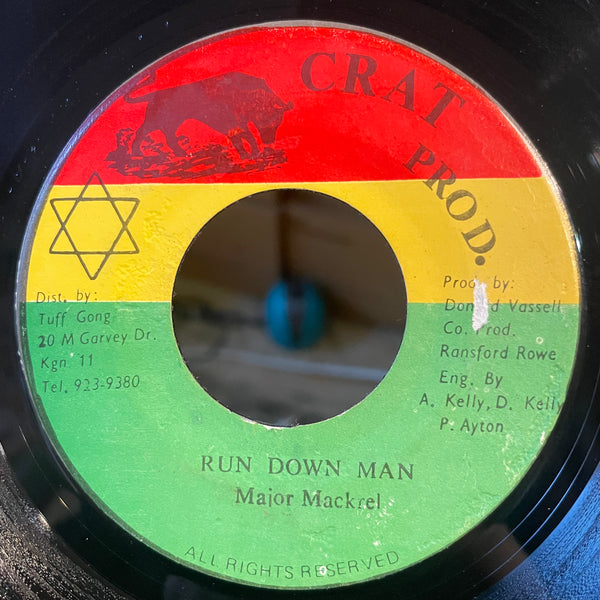 CRAT PROD.
Dist. by:
Tuff Gong
20 M Garvey Dr.
Kgn 11
Tel. 923-9380
Prod. by:
Donald Vassell
Co. Prod.
Ransford Rowe
Eng. By
A. Kelly, D. Kelly
P. Ayton
RUN DOWN MAN
Major Mackrel
ALL RIGHTS RESERVED